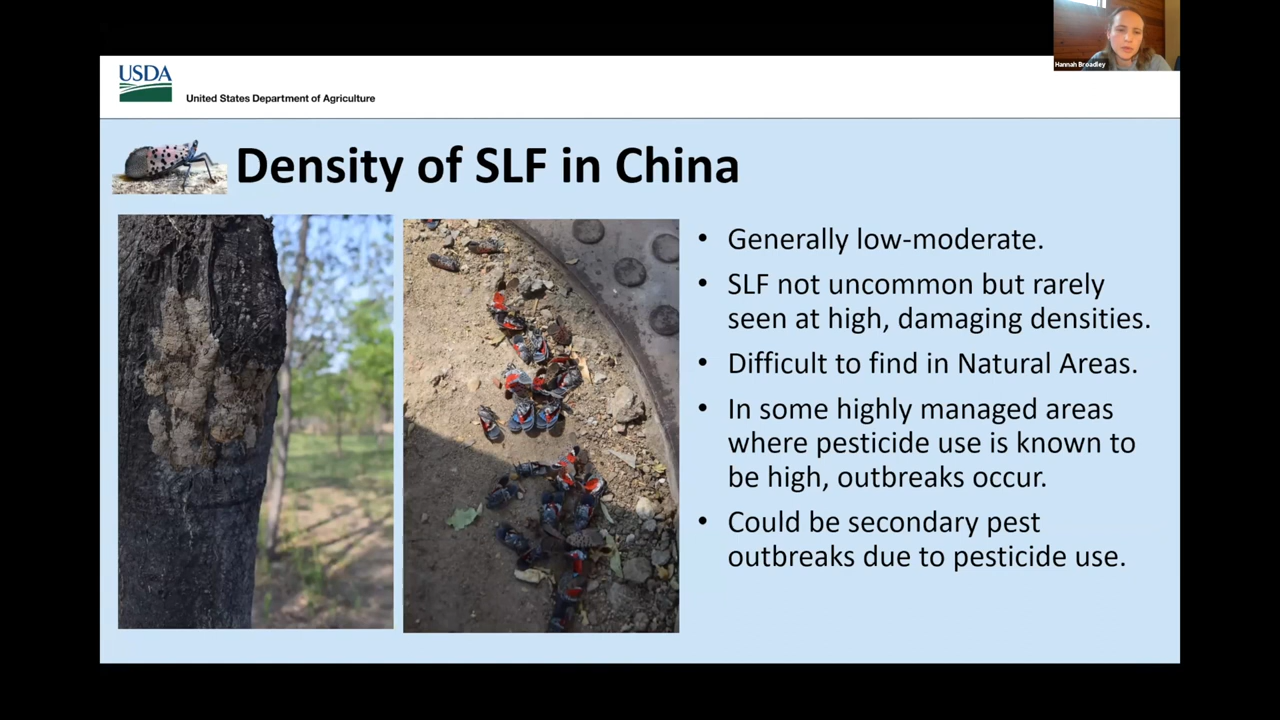 Hannah Broadley
USDA
United States Department of Agriculture
Density of SLF in China
• Generally low-moderate.
• SLF not uncommon but rarely
seen at high, damaging densities.
• Difficult to find in Natural Areas.
• In some highly managed areas
where pesticide use is known to
be high, outbreaks occur.
• Could be secondary pest
outbreaks due to pesticide use.